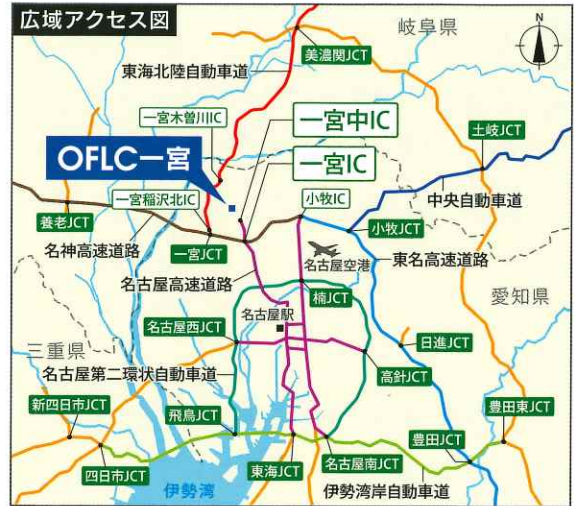 広域アクセス図
N
岐阜県
美濃関JCT
東海北陸自動車道
一宮木曽川IC
一宮中IC
土岐JCT
OFLC一宮
一宮IC
中央自動車道
一宮稲沢北IC
小牧IC
養老JCT
小牧JCT
名神高速道路
一宮JCT
名古屋空港
東名高速道路
名古屋高速道路
楠JCT
愛知県
名古屋駅
名古屋西JCT
日進JCT
三重県
名古屋第二環状自動車道
高針JCT
新四日市JCT
飛鳥JCT
豊田東JCT
豊田JCT
四日市JCT
東海JCT
名古屋南JCT
伊勢湾
伊勢湾岸自動車道